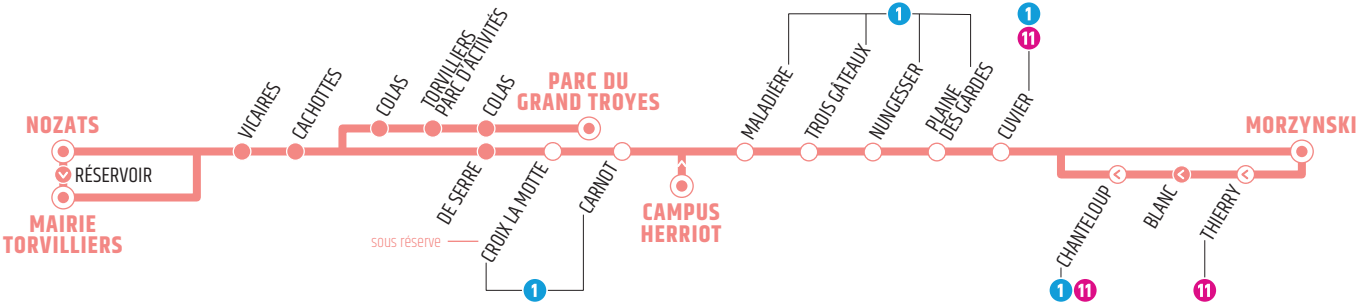 NOZATS
RÉSERVOIR
MAIRIE
TORVILLIERS
VICAIRES
CACHOTTES
COLAS
TORVILLIERS
PARC D'ACTIVITÉS
COLAS
PARC DU
GRAND TROYES
DE SERRE
CROIX LA MOTTE
CARNOT
sous réserve
1
CAMPUS
HERRIOT
1
MALADIÈRE
TROIS GÂTEAUX
NUNGESSER
PLAINE
DES GARDES
1
11
CUVIER
MORZYNSKI
CHANTELOUP
BLANC
THIERRY
1 11
11